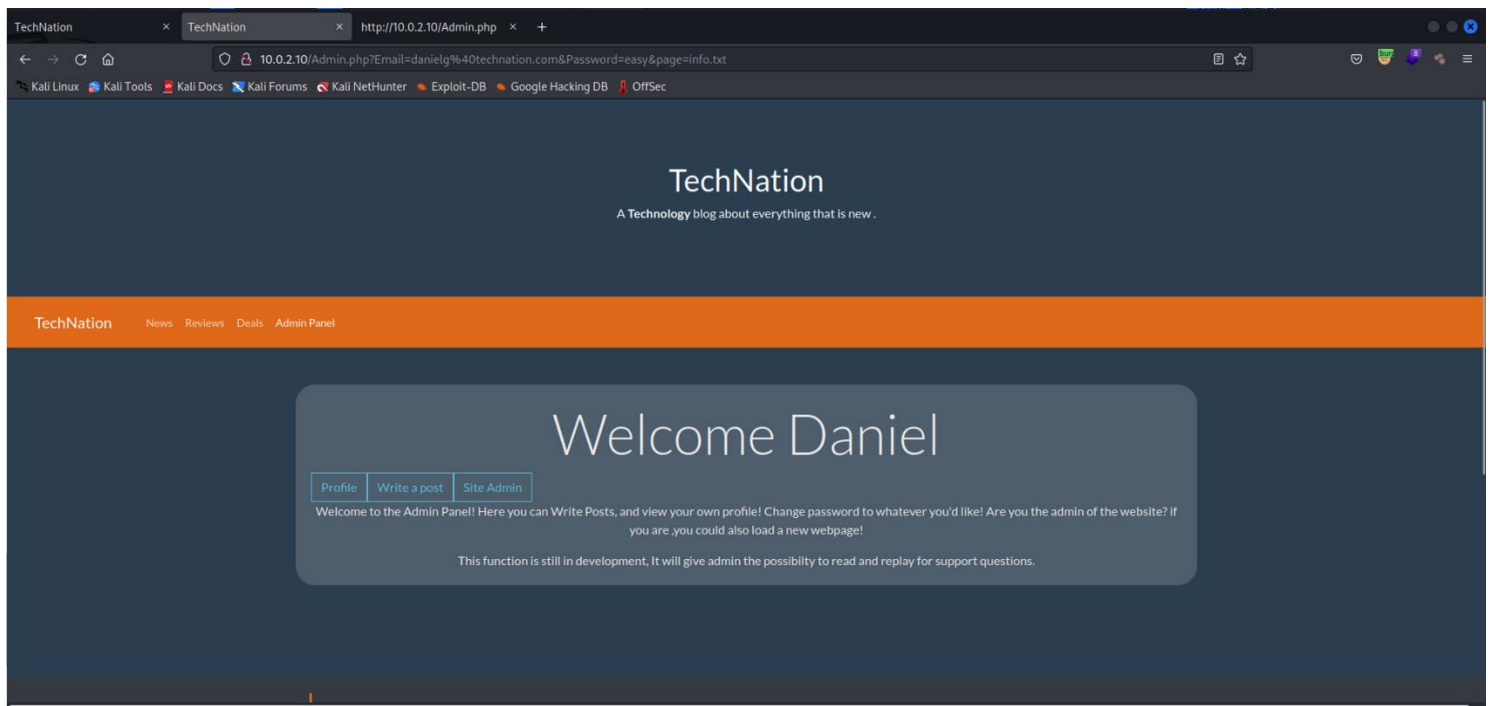 TechNation TechNation http://10.0.2.10/Admin.php
10.0.2.10/Admin.php?Email=danielg%40technation.com&Password=easy&page=info.txt
Kali Linux Kali Tools Kali Docs Kali Forums Kali NetHunter Exploit-DB Google Hacking DB OffSec
TechNation
A Technology blog about everything that is new .
TechNation News Reviews Deals Admin Panel
Welcome Daniel
Profile Write a post Site Admin
Welcome to the Admin Panel! Here you can Write Posts, and view your own profile! Change password to whatever you'd like! Are you the admin of the website? if
you are ,you could also load a new webpage!
This function is still in development, It will give admin the possibilty to read and replay for support questions.